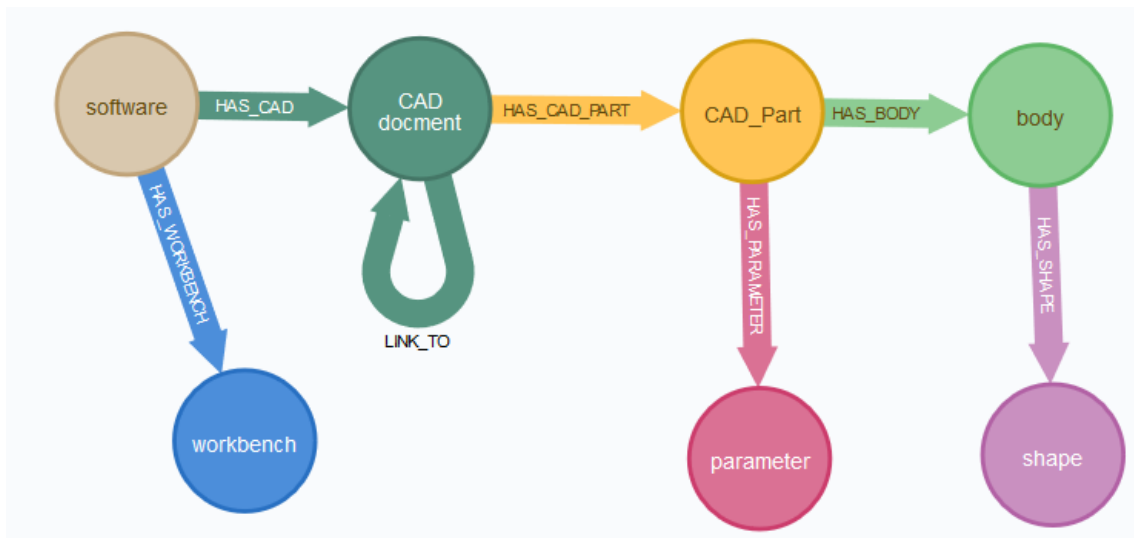 software
HAS_CAD
CAD
docment
HAS_CAD_PART
CAD_Part
HAS_BODY
body
HAS_WORKBENCH
LINK_TO
HAS_PARAMETER
HAS_SHAPE
workbench
parameter
shape